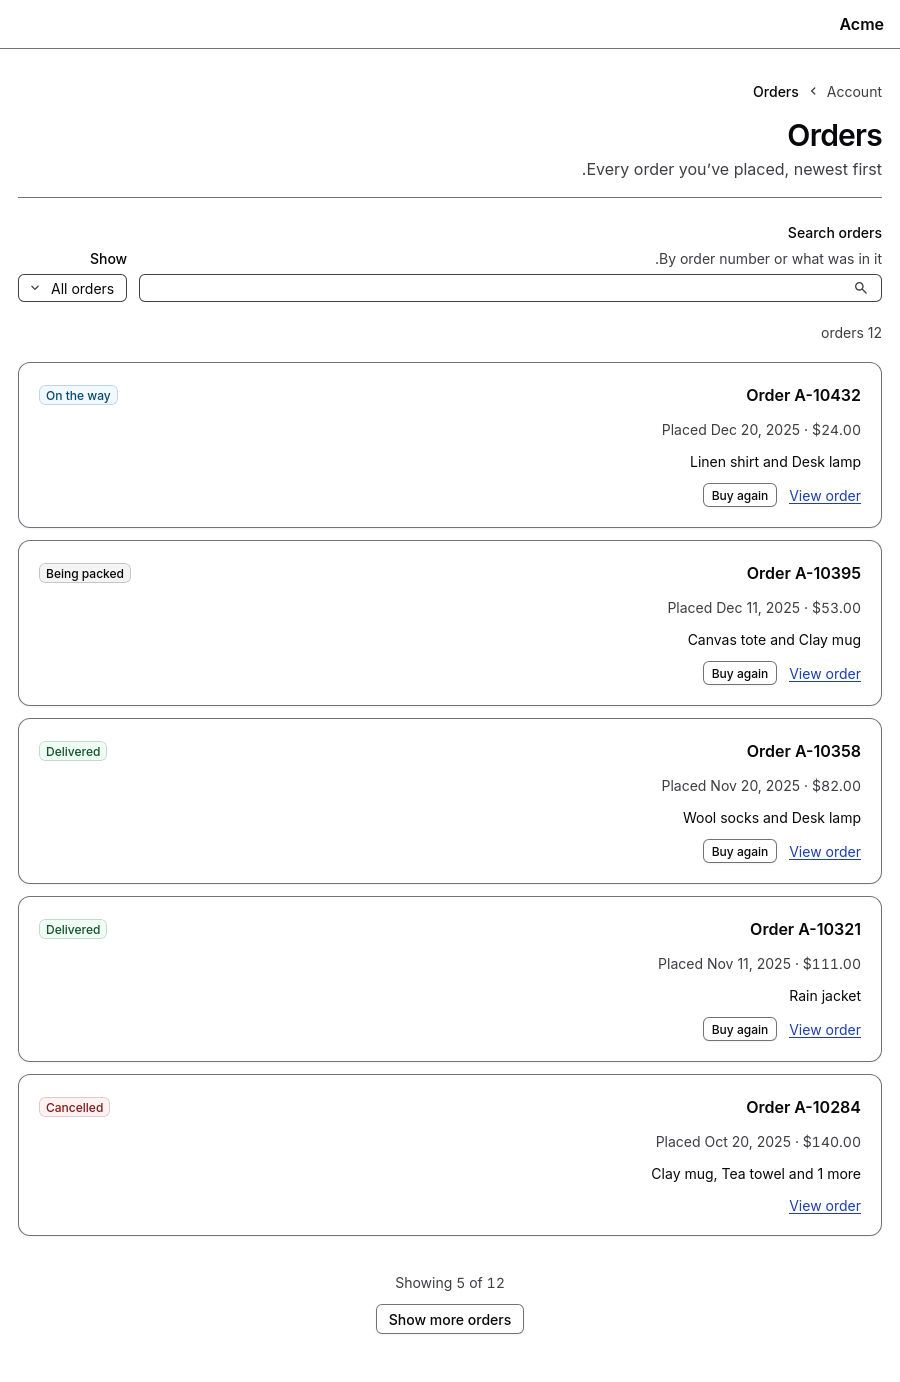 Acme
Account
Orders
Orders
.Every order you’ve placed, newest first
Search orders
.By order number or what was in it
Show
All orders
orders 12
Order A-10432
On the way
Placed Dec 20, 2025 · $24.00
Linen shirt and Desk lamp
View order
Buy again
Order A-10395
Being packed
Placed Dec 11, 2025 · $53.00
Canvas tote and Clay mug
View order
Buy again
Order A-10358
Delivered
Placed Nov 20, 2025 · $82.00
Wool socks and Desk lamp
View order
Buy again
Order A-10321
Delivered
Placed Nov 11, 2025 · $111.00
Rain jacket
View order
Buy again
Order A-10284
Cancelled
Placed Oct 20, 2025 · $140.00
Clay mug, Tea towel and 1 more
View order
Showing 5 of 12
Show more orders